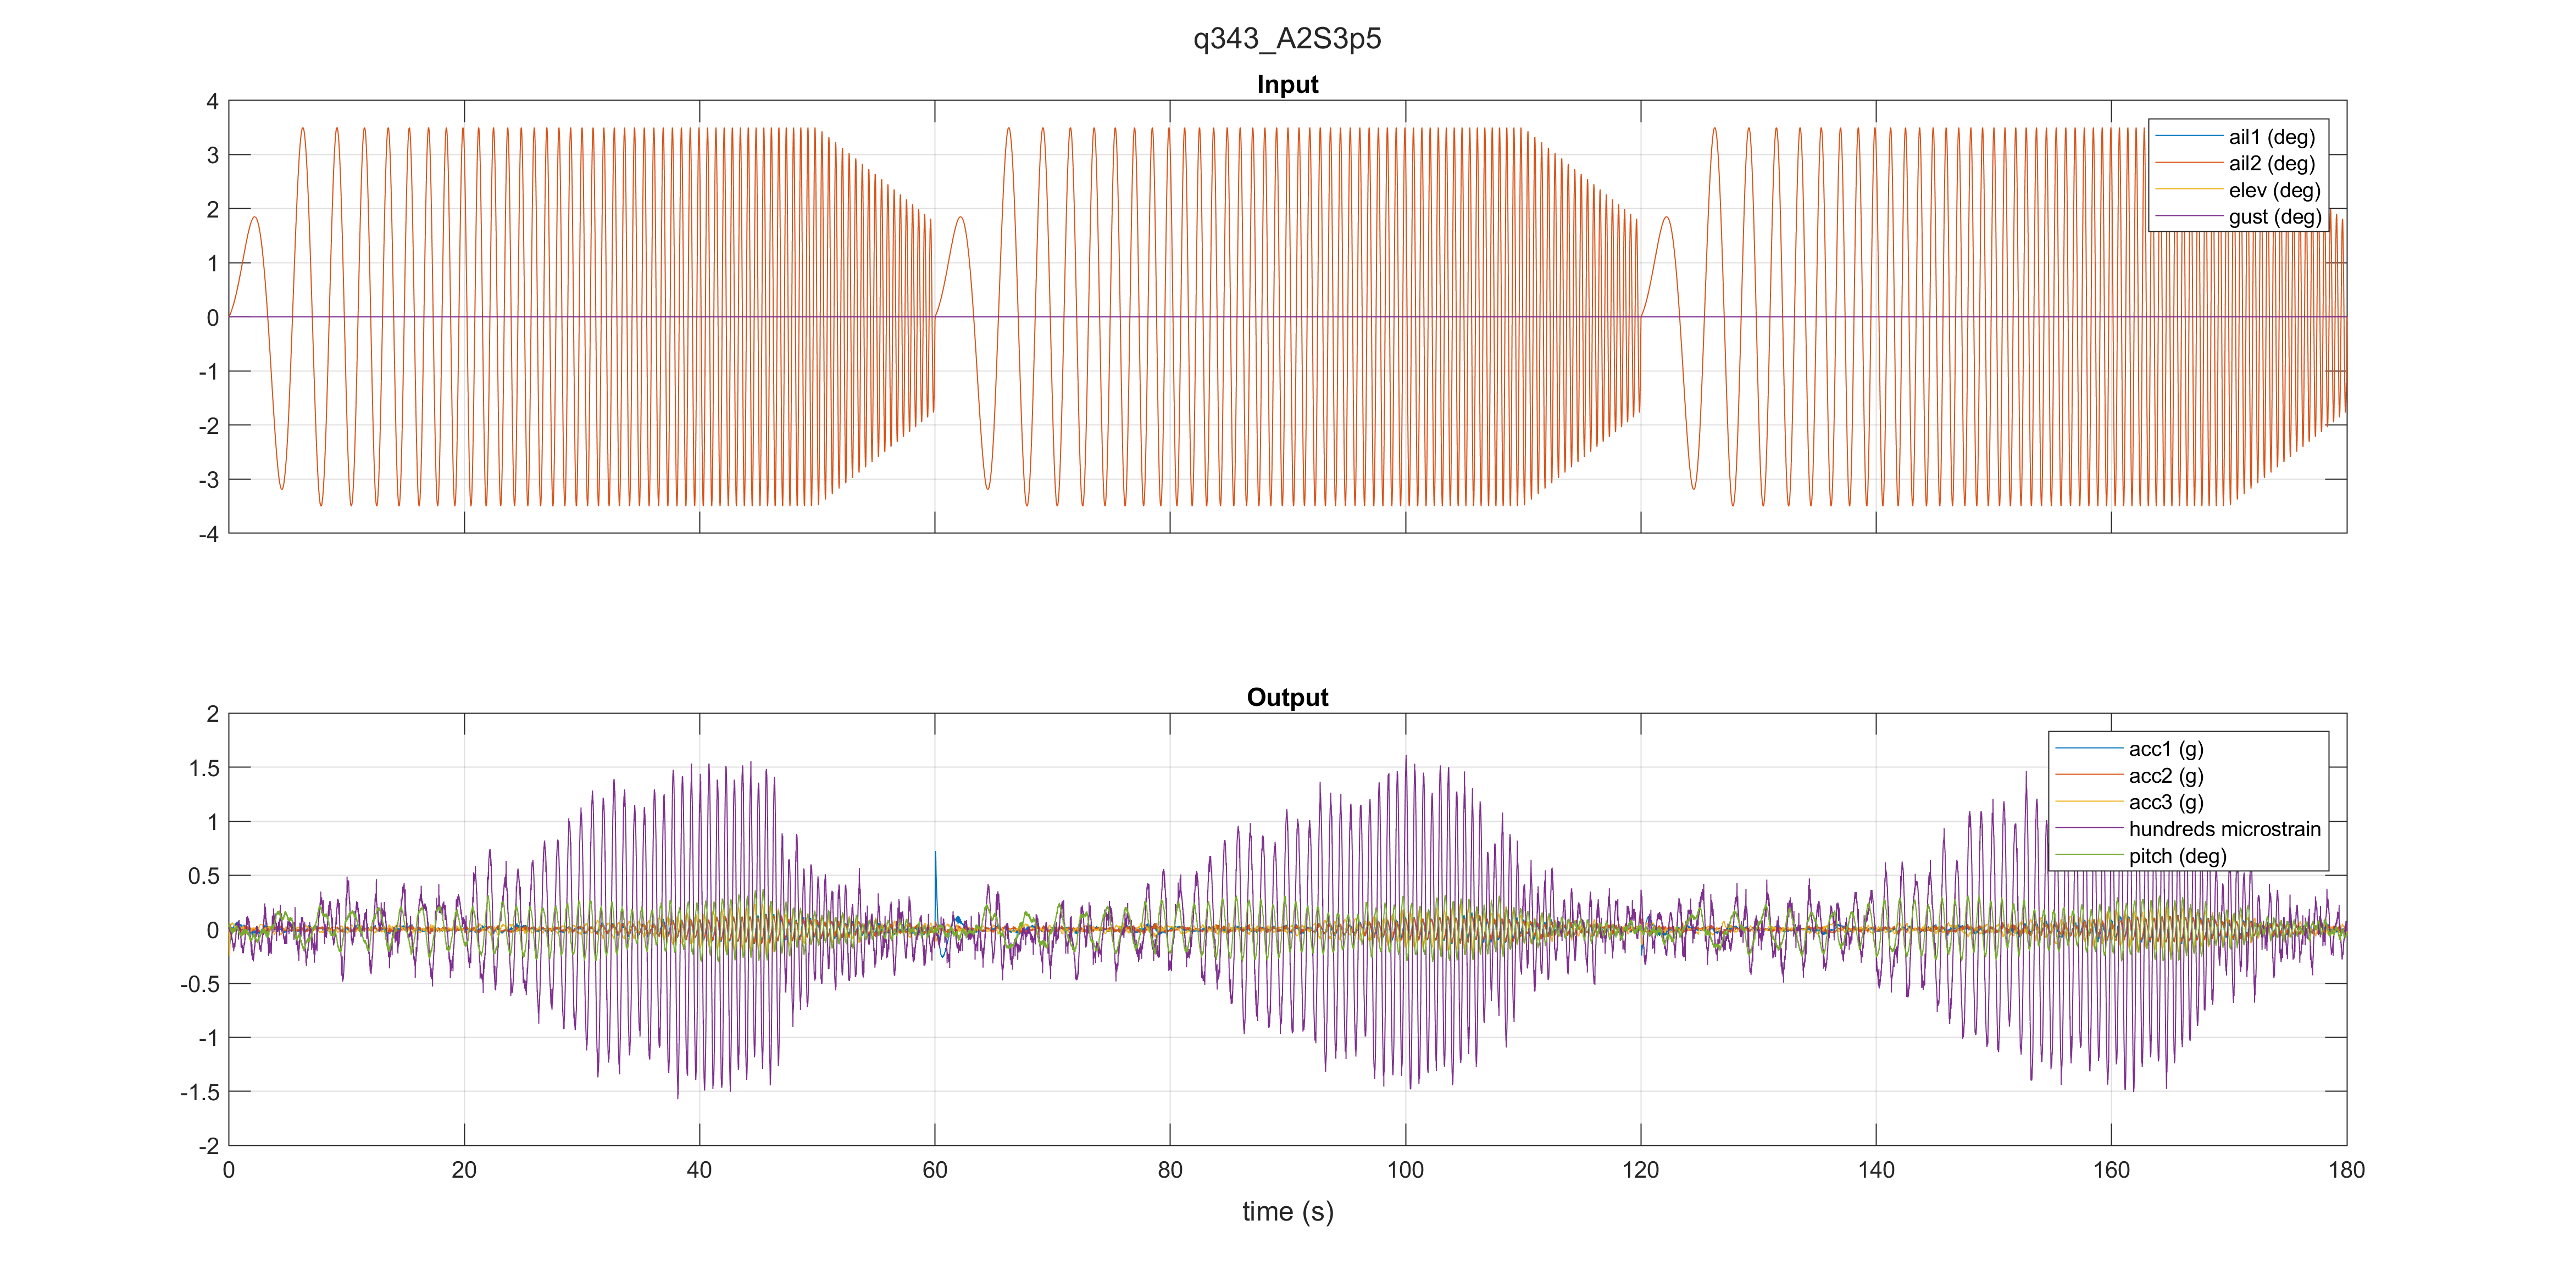 q343_A2S3p5
Input
4
3
2
1
0
-1
-2
-3
-4
ail1 (deg)
ail2 (deg)
elev (deg)
gust (deg)
Output
2
1.5
1
0.5
0
-0.5
-1
-1.5
-2
acc1 (g)
acc2 (g)
acc3 (g)
hundreds microstrain
pitch (deg)
0 20 40 60 80 100 120 140 160 180
time (s)